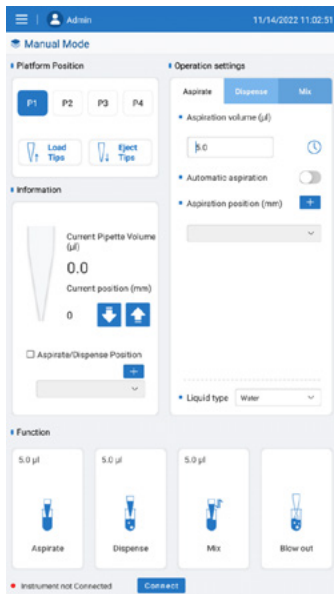 Admin
11/14/2022 11:02:51
Manual Mode
Platform Position
P1
P2
P3
P4
Load Tips
Eject Tips
Information
Current Pipette Volume
(µl)
0.0
Current position (mm)
0
Aspirate/Dispense Position
+
Operation settings
Aspirate
Dispense
Mix
Aspiration volume (µl)
5.0
Automatic aspiration
Aspiration position (mm)
+
Liquid type
Water
Function
5.0 µl
Aspirate
5.0 µl
Dispense
5.0 µl
Mix
Blow out
Instrument not Connected
Connect